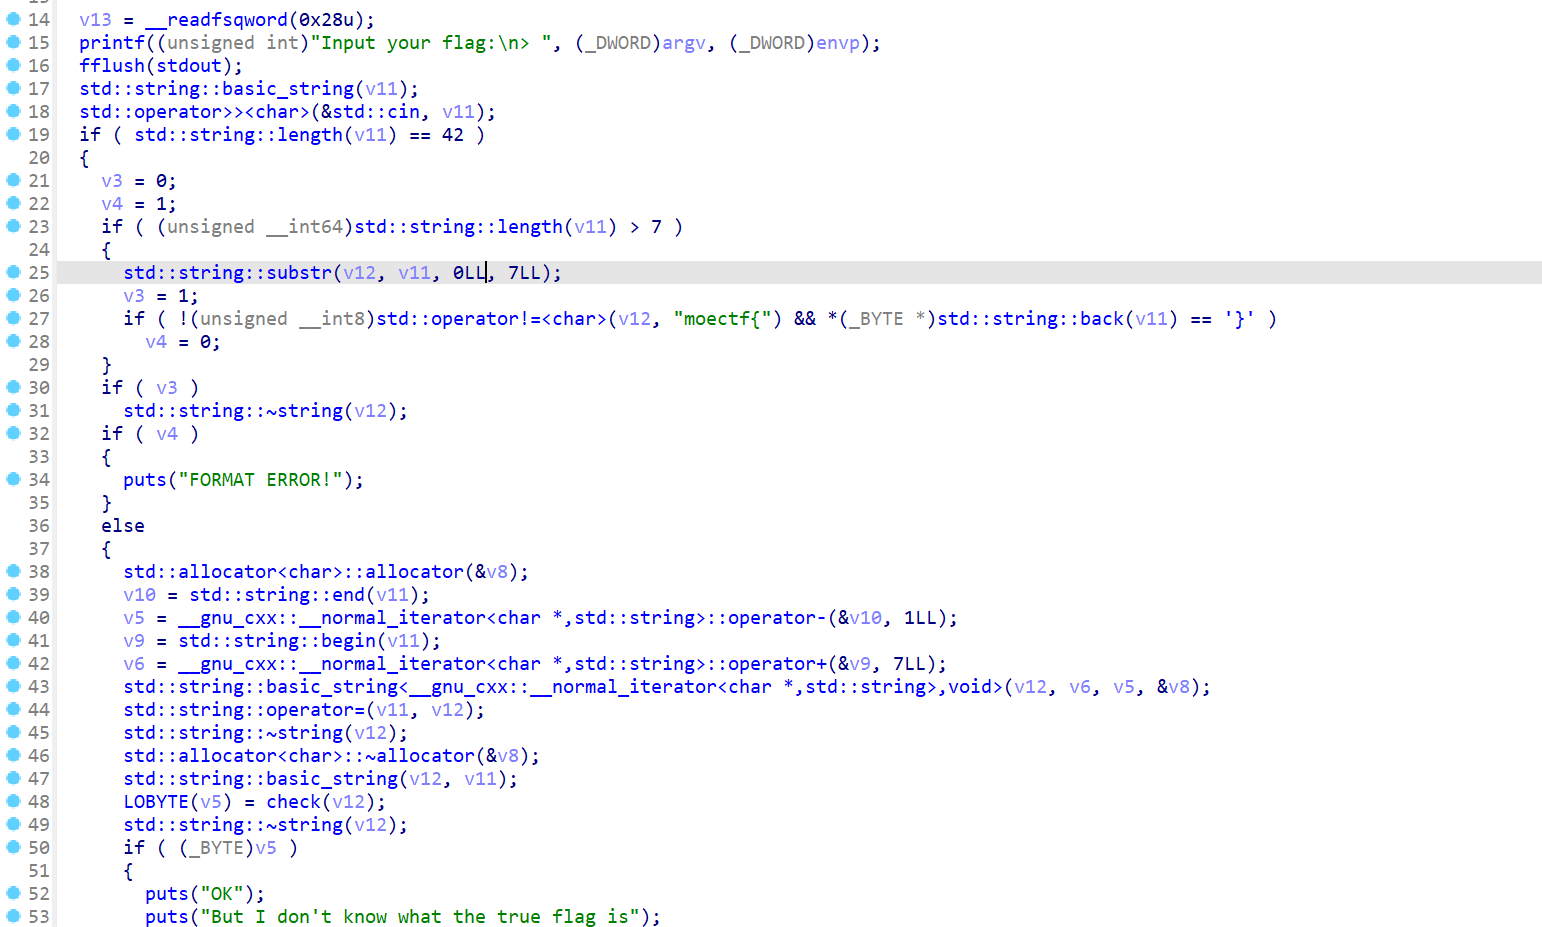 14 v13 = __readfsqword(0x28u);
15 printf((unsigned int)"Input your flag:\n> ", (_DWORD)argv, (_DWORD)envp);
16 fflush(stdout);
17 std::string::basic_string(v11);
18 std::operator>><char>(&std::cin, v11);
19 if ( std::string::length(v11) == 42 )
20 {
21 v3 = 0;
22 v4 = 1;
23 if ( (unsigned __int64)std::string::length(v11) > 7 )
24 {
25 std::string::substr(v12, v11, 0LL, 7LL);
26 v3 = 1;
27 if ( !(unsigned __int8)std::operator!=<char>(v12, "moectf{") && *(_BYTE *)std::string::back(v11) == '}' )
28 v4 = 0;
29 }
30 if ( v3 )
31 std::string::~string(v12);
32 if ( v4 )
33 {
34 puts("FORMAT ERROR!");
35 }
36 else
37 {
38 std::allocator<char>::allocator(&v8);
39 v10 = std::string::end(v11);
40 v5 = __gnu_cxx::__normal_iterator<char *,std::string>::operator-(&v10, 1LL);
41 v9 = std::string::begin(v11);
42 v6 = __gnu_cxx::__normal_iterator<char *,std::string>::operator+(&v9, 7LL);
43 std::string::basic_string<__gnu_cxx::__normal_iterator<char *,std::string>,void>(v12, v6, v5, &v8);
44 std::string::operator=(v11, v12);
45 std::string::~string(v12);
46 std::allocator<char>::~allocator(&v8);
47 std::string::basic_string(v12, v11);
48 LOBYTE(v5) = check(v12);
49 std::string::~string(v12);
50 if ( (_BYTE)v5 )
51 {
52 puts("OK");
53 puts("But I don't know what the true flag is");